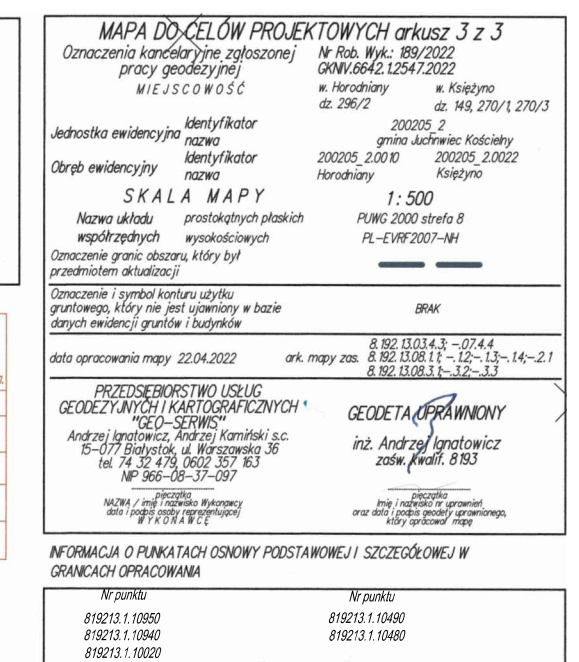 MAPA DO CELÓW PROJEKTOWYCH arkusz 3 z 3
Oznaczenia kancelaryjne zgłoszonej pracy geodezyjnej
Nr Rob. Wyk.: 189/2022
GKNIV.6642.1.2547.2022
MIEJSCOWOŚĆ
w. Horodniany w. Księżyno
dz. 296/2 dz. 149, 270/1, 270/3
Jednostka ewidencyjna Identyfikator 200205_2
nazwa gmina Juchnwiec Kościelny
Obręb ewidencyjny Identyfikator 200205_2.0010 200205_2.0022
nazwa Horodniany Księżyno
SKALA MAPY 1:500
Nazwa układu prostokątnych płaskich PUWG 2000 strefa 8
współrzędnych wysokościowych PL-EVRF2007-NH
Oznaczenie granic obszaru, który był
przedmiotem aktualizacji
Oznaczenie i symbol konturu użytku
gruntowego, który nie jest ujawniony w bazie BRAK
danych ewidencji gruntów i budynków
data opracowania mapy 22.04.2022 ark. mapy zas.
8.192.13.03.4.3; -.07.4.4
8.192.13.08.1.1; -.1.2;-.1.3;-.1.4;-.2.1
8.192.13.08.3.1;-.3.2;-.3.3
PRZEDSIĘBIORSTWO USŁUG
GEODEZYJNYCH I KARTOGRAFICZNYCH
"GEO-SERWIS"
Andrzej Ignatowicz, Andrzej Kamiński s.c.
15-077 Białystok, ul. Warszawska 36
tel. 74 32 479, 0602 357 163
NIP 966-08-37-097
pieczątka
NAZWA / imię i nazwisko Wykonawcy
data i podpis osoby reprezentującej
WYKONAWCĘ
GEODETA UPRAWNIONY
inż. Andrzej Ignatowicz
zaśw. kwalif. 8193
pieczątka
Imię i nazwisko nr uprawnień
oraz data i podpis geodety uprawnionego,
który opracował mapę
INFORMACJA O PUNKTACH OSNOWY PODSTAWOWEJ I SZCZEGÓŁOWEJ W
GRANICACH OPRACOWANIA
Nr punktu Nr punktu
819213.1.10950 819213.1.10490
819213.1.10940 819213.1.10480
819213.1.10020